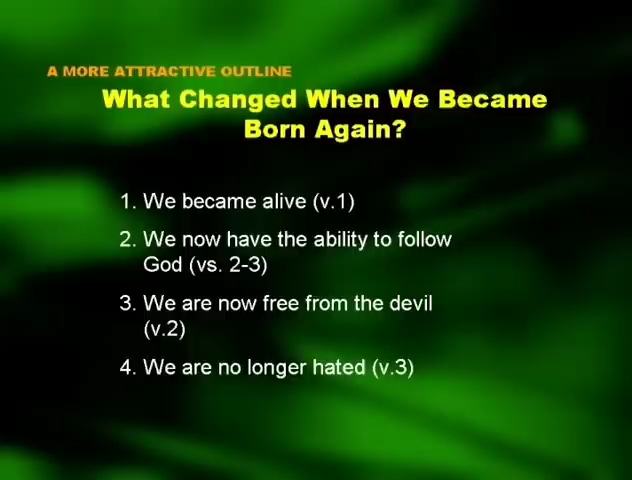 A MORE ATTRACTIVE OUTLINE
What Changed When We Became
Born Again?
1. We became alive (v.1)
2. We now have the ability to follow
God (vs. 2-3)
3. We are now free from the devil
(v.2)
4. We are no longer hated (v.3)